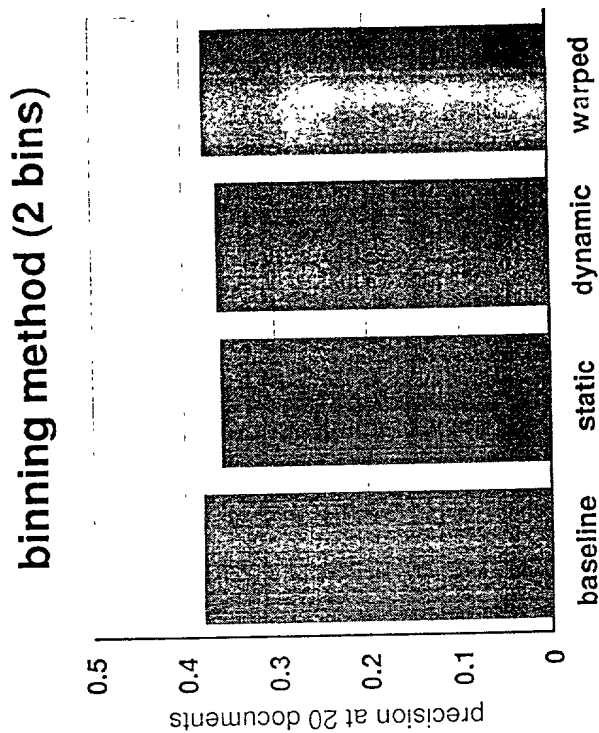 binning method (2 bins)
precision at 20 documents
0.5
0.4
0.3
0.2
0.1
0
baseline
static
dynamic
warped